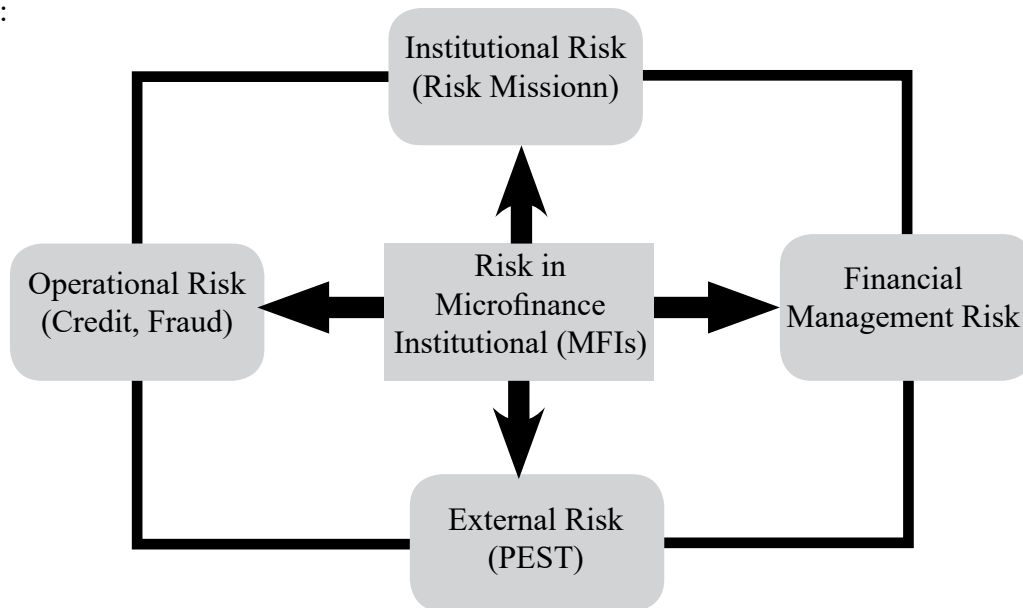 :
Institutional Risk
(Risk Missionn)
Operational Risk
(Credit, Fraud)
Risk in
Microfinance
Institutional (MFIs)
Financial
Management Risk
External Risk
(PEST)